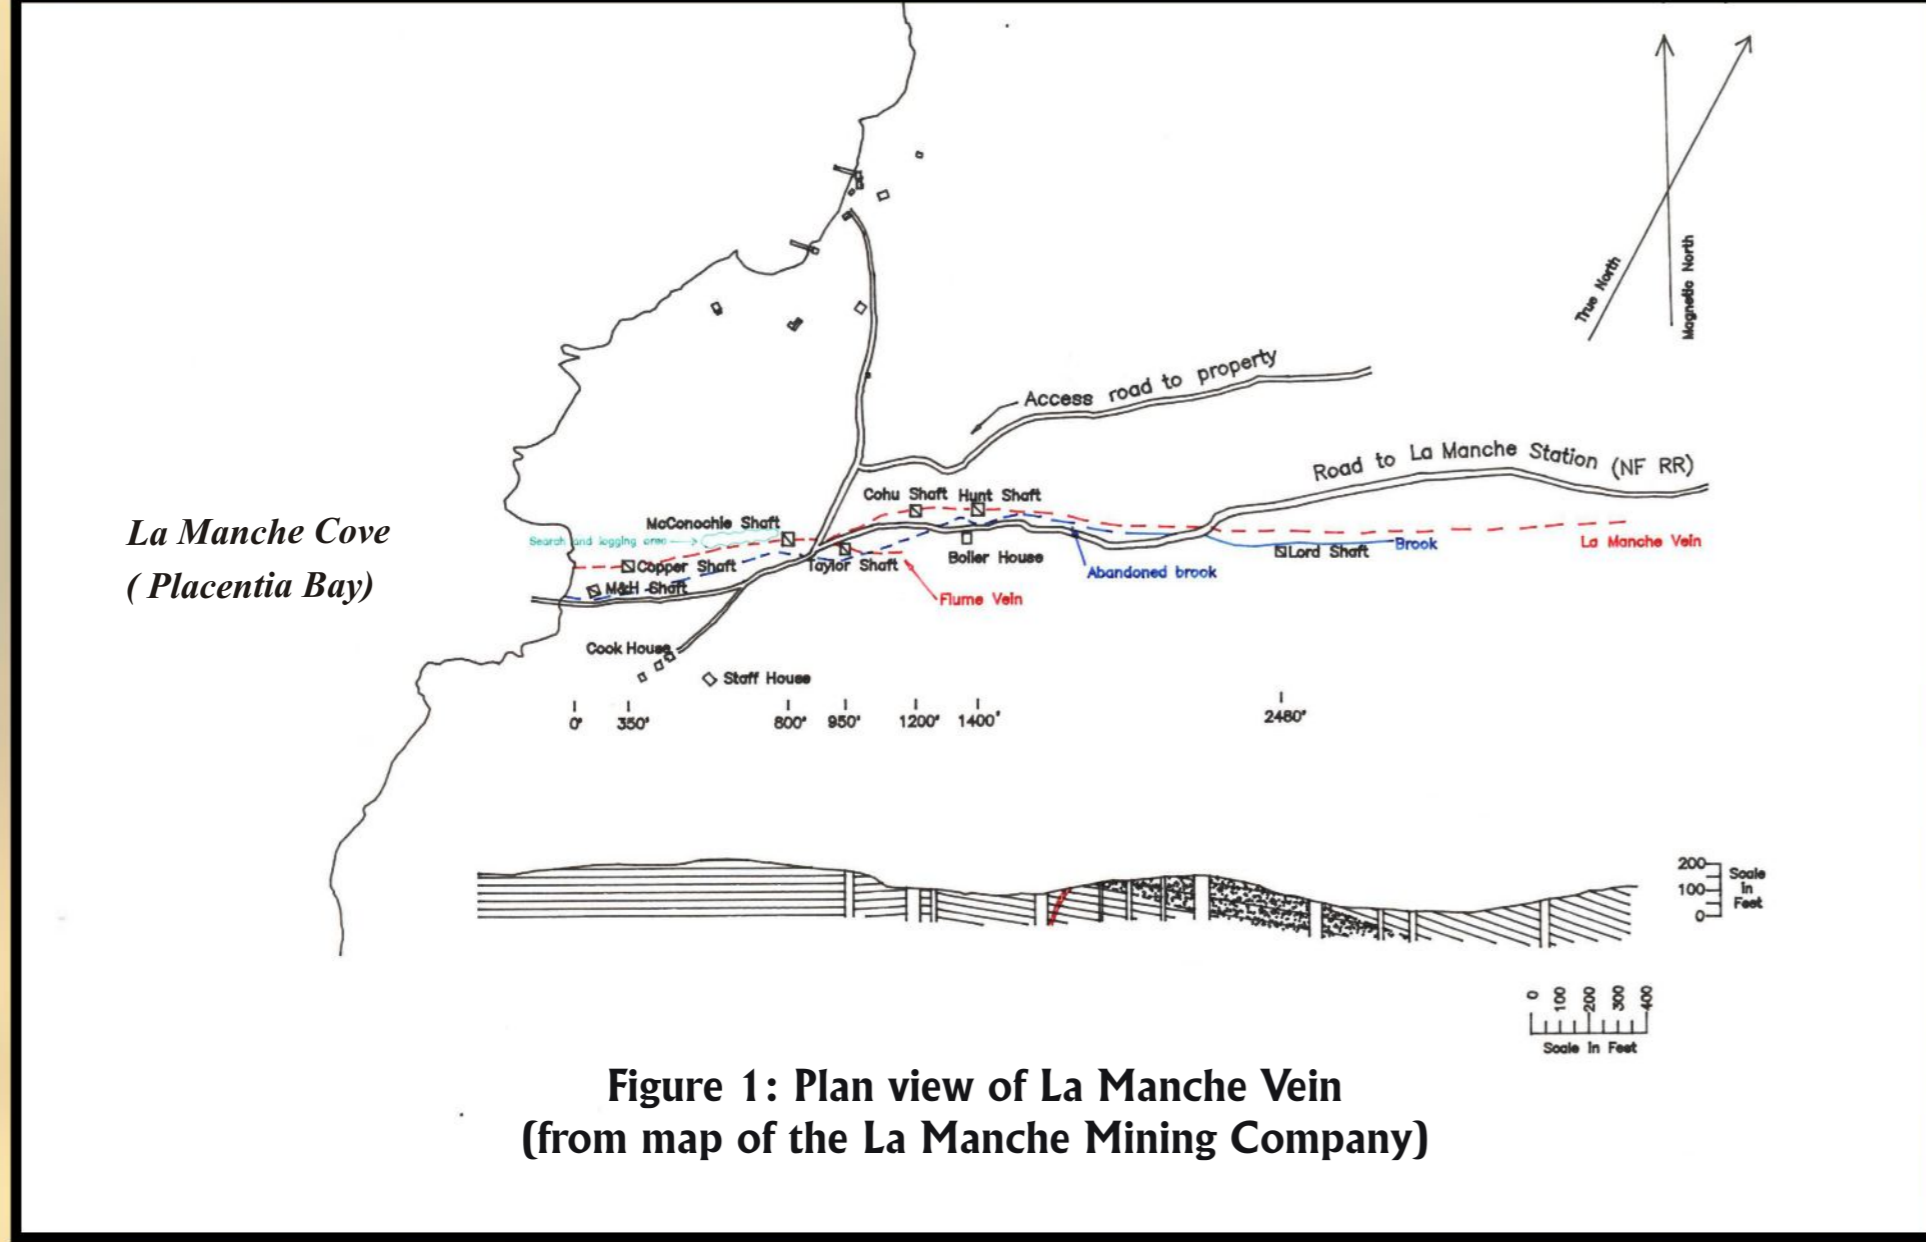 True North
Magnetic North
Access road to property
Road to La Manche Station (NF RR)
Cohu Shaft
Hunt Shaft
La Manche Cove
( Placentia Bay)
McConochie Shaft
Search and logging area
Copper Shaft
M&H Shaft
Taylor Shaft
Boiler House
Lord Shaft
Brook
La Manche Vein
Abandoned brook
Flume Vein
Cook House
Staff House
0' 350' 800' 950' 1200' 1400' 2480'
200
100
0
Scale
in
Feet
0 100 200 300 400
Scale in Feet
Figure 1: Plan view of La Manche Vein
(from map of the La Manche Mining Company)